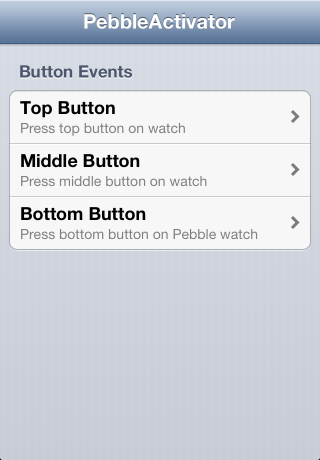 PebbleActivator
Button Events
Top Button
Press top button on watch
Middle Button
Press middle button on watch
Bottom Button
Press bottom button on Pebble watch